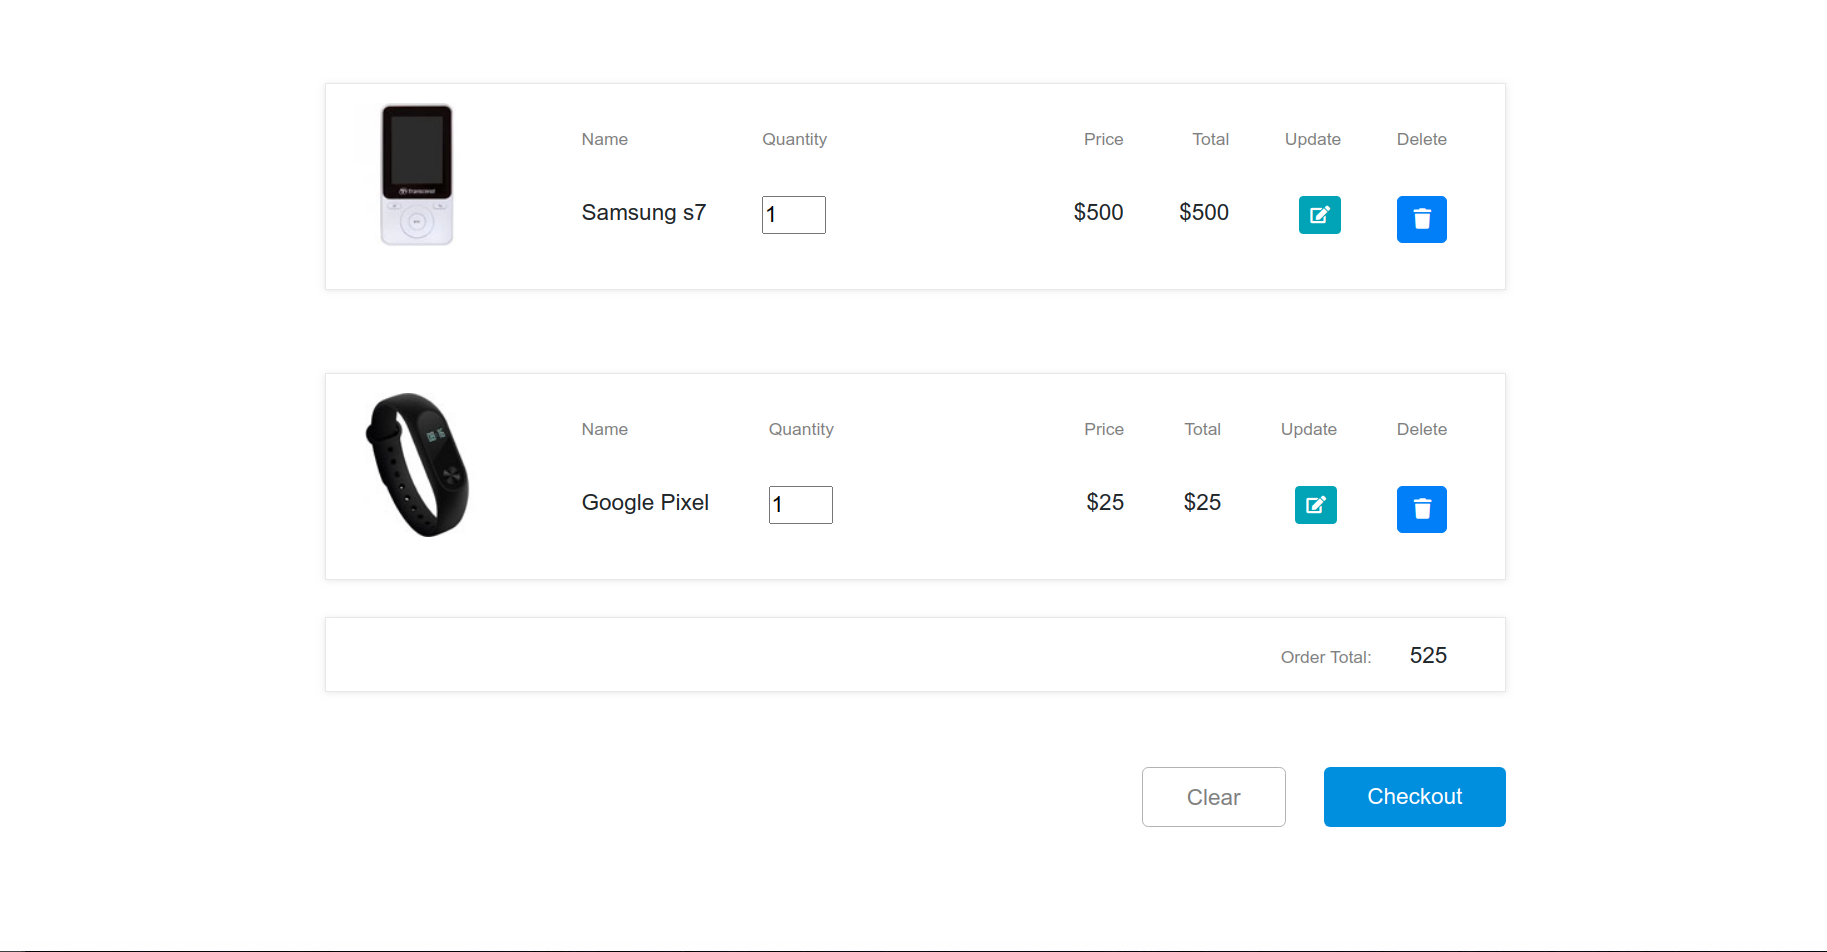 Name Quantity Price Total Update Delete
Transcend
Samsung s7 1 $500 $500
Name Quantity Price Total Update Delete
Google Pixel 1 $25 $25
Order Total: 525
Clear Checkout